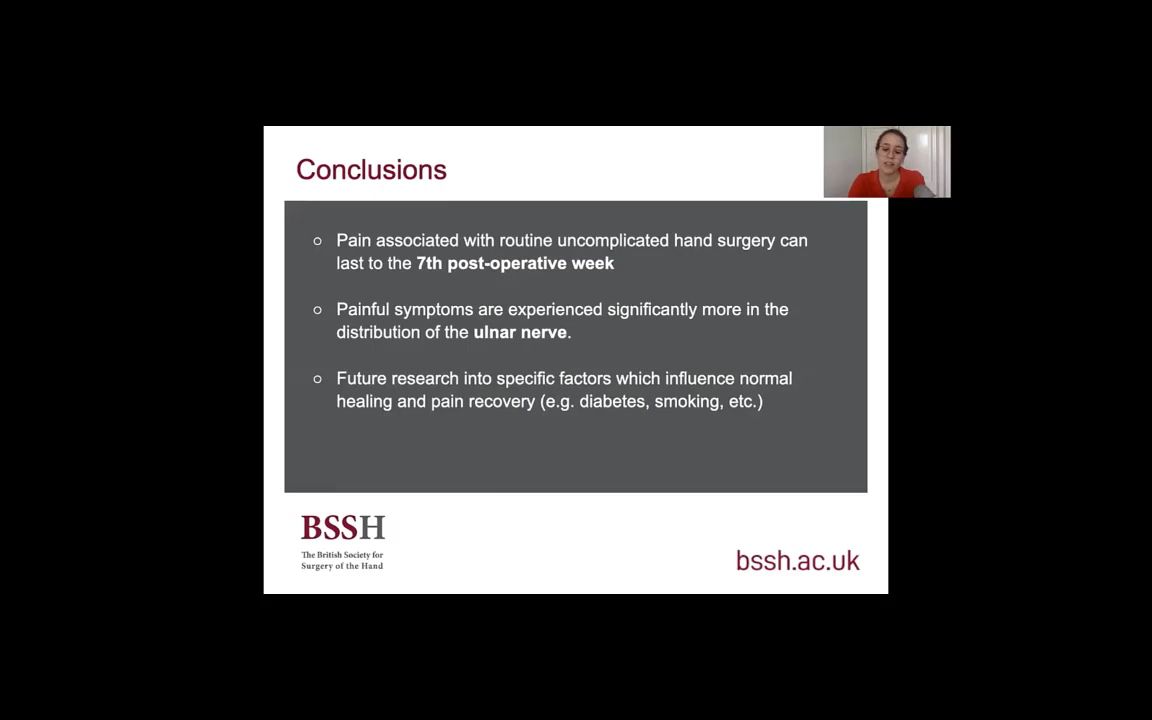 Conclusions
○ Pain associated with routine uncomplicated hand surgery can
last to the 7th post-operative week
○ Painful symptoms are experienced significantly more in the
distribution of the ulnar nerve.
○ Future research into specific factors which influence normal
healing and pain recovery (e.g. diabetes, smoking, etc.)
BSSH
The British Society for
Surgery of the Hand
bssh.ac.uk